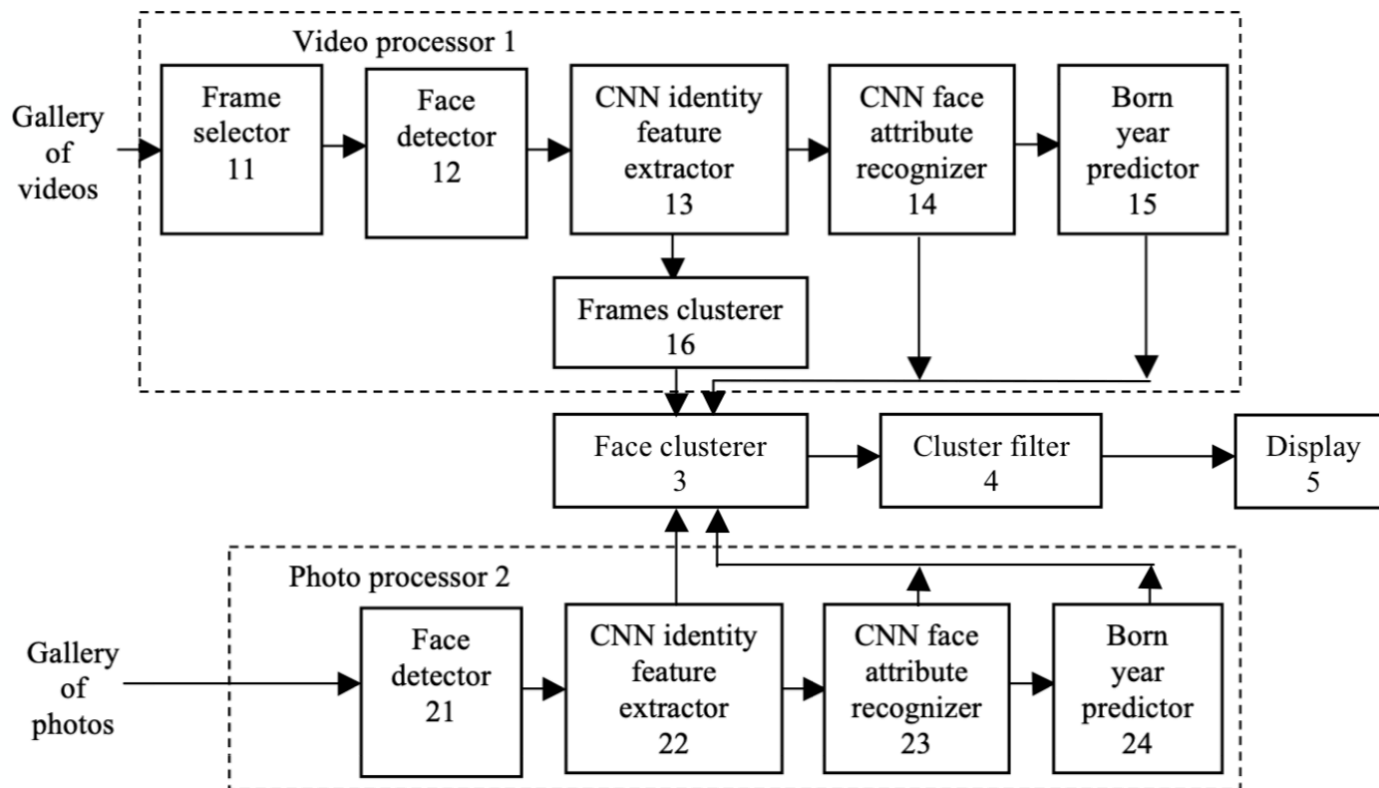 Video processor 1
Gallery
of
videos
Frame
selector
11
Face
detector
12
CNN identity
feature
extractor
13
CNN face
attribute
recognizer
14
Born
year
predictor
15
Frames clusterer
16
Face clusterer
3
Cluster filter
4
Display
5
Photo processor 2
Gallery
of
photos
Face
detector
21
CNN identity
feature
extractor
22
CNN face
attribute
recognizer
23
Born
year
predictor
24